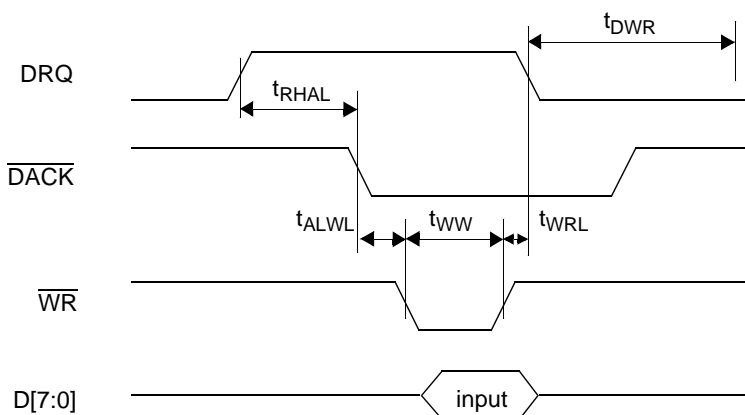 DRQ
tDWR
tRHAL
DACK
tALWL
tWW
tWRL
WR
D[7:0]
input